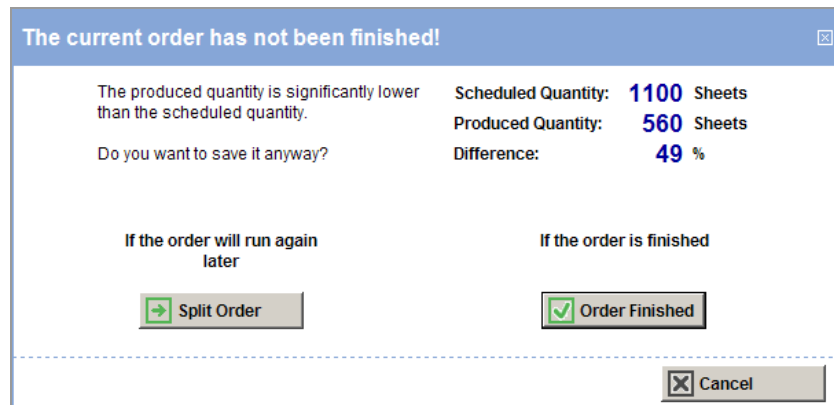 The current order has not been finished!
The produced quantity is significantly lower
than the scheduled quantity.
Do you want to save it anyway?
Scheduled Quantity: 1100 Sheets
Produced Quantity: 560 Sheets
Difference: 49 %
If the order will run again
later
Split Order
If the order is finished
Order Finished
Cancel